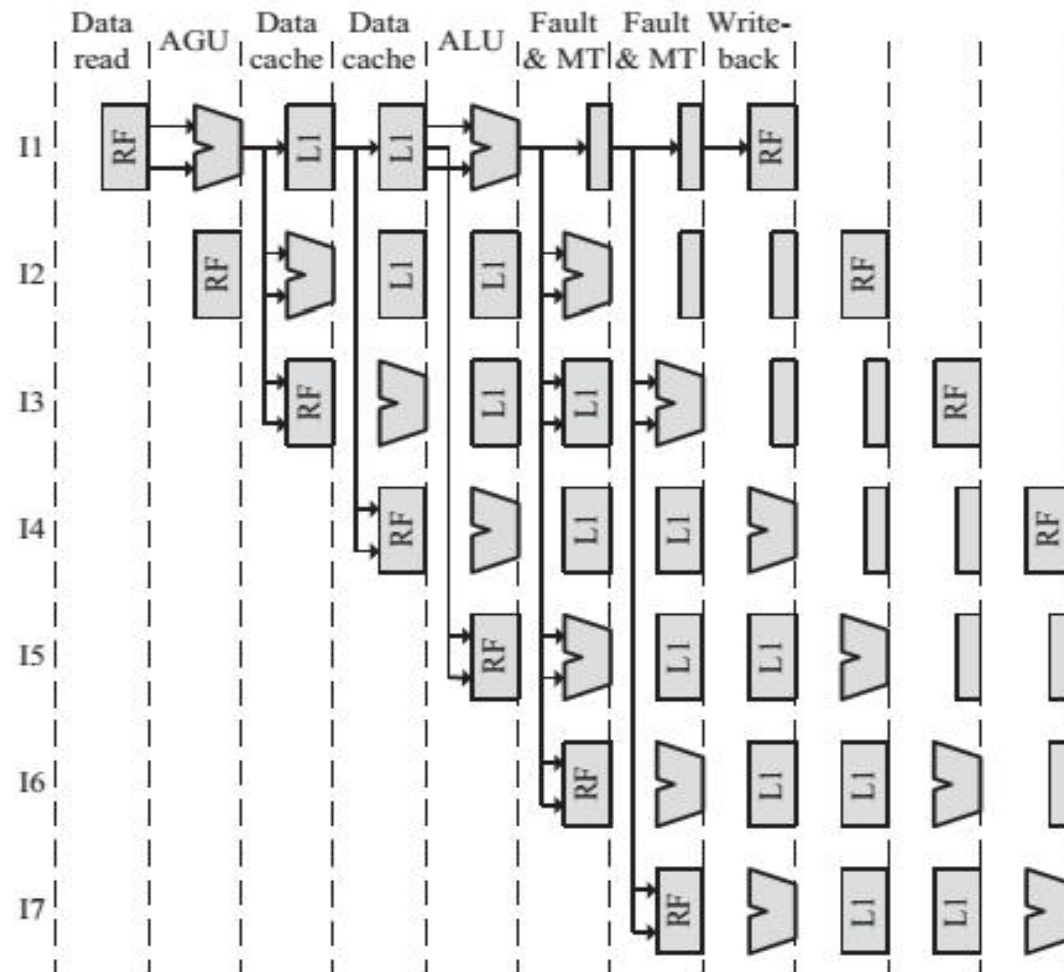 Data read
AGU
Data cache
Data cache
ALU
Fault & MT
Fault & MT
Write-back
I1 RF L1 L1 RF
I2 RF L1 L1 RF
I3 RF L1 L1 RF
I4 RF L1 L1 RF
I5 RF L1 L1
I6 RF L1 L1
I7 RF L1 L1